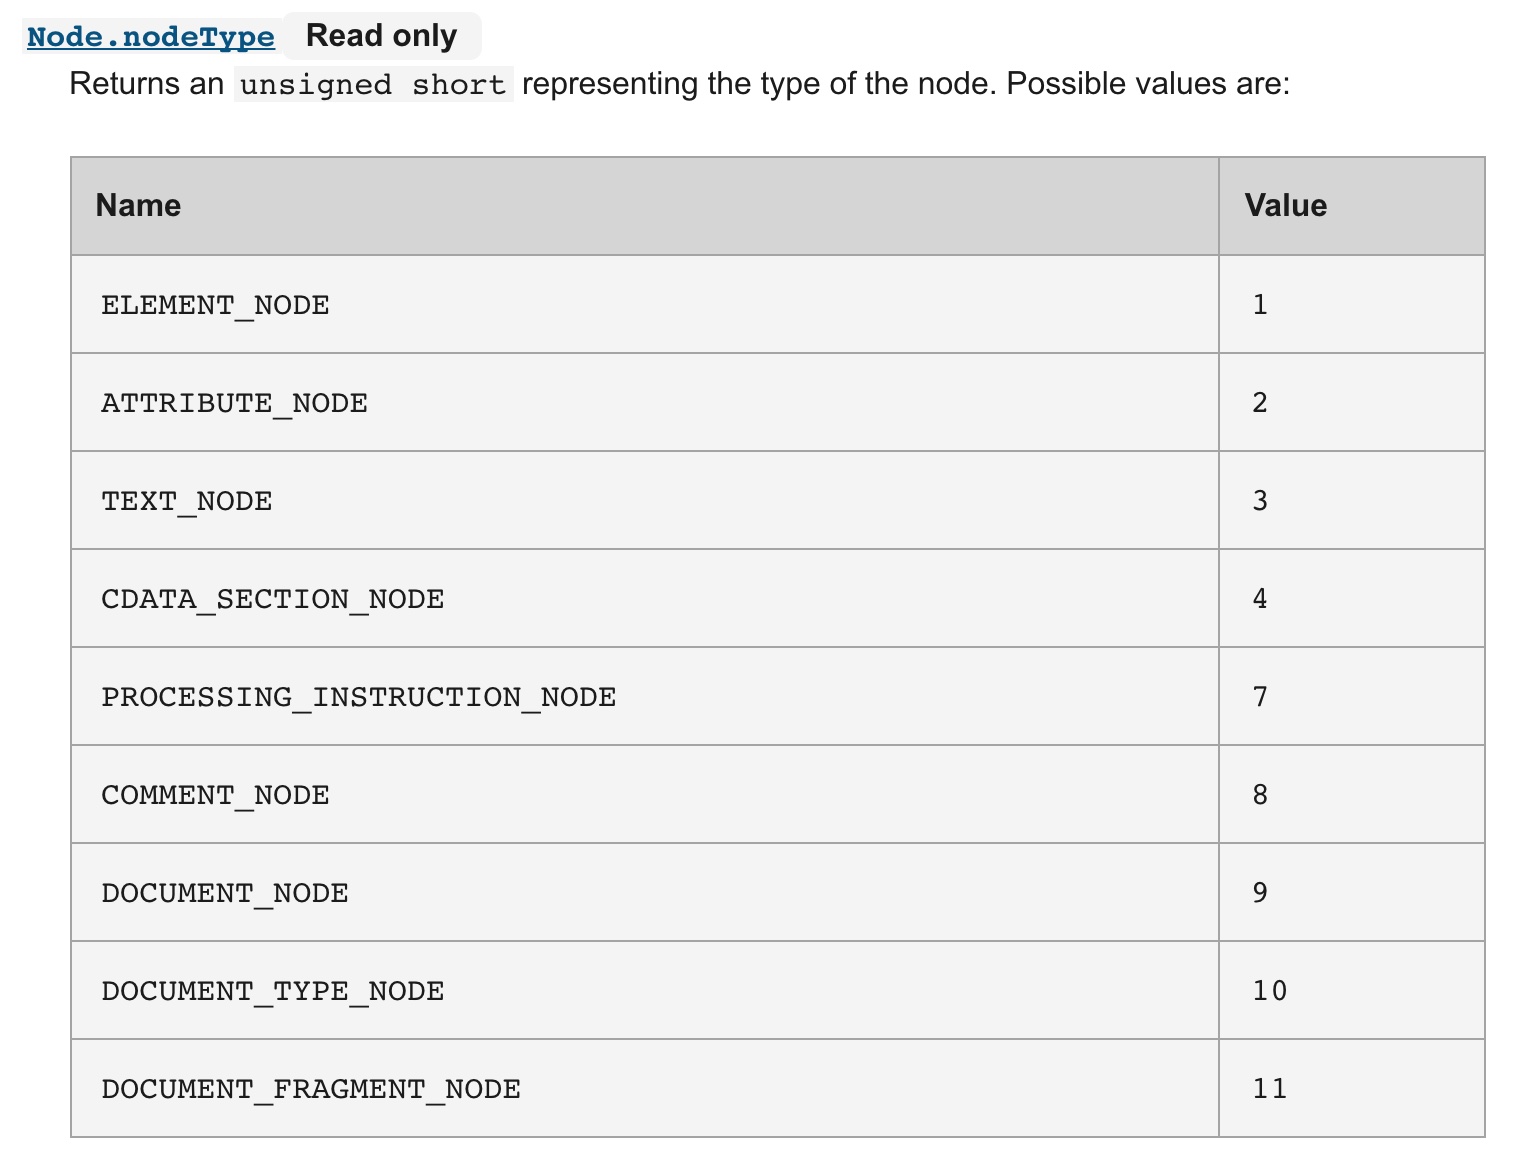 Node.nodeType Read only
Returns an unsigned short representing the type of the node. Possible values are:
Name Value
ELEMENT_NODE 1
ATTRIBUTE_NODE 2
TEXT_NODE 3
CDATA_SECTION_NODE 4
PROCESSING_INSTRUCTION_NODE 7
COMMENT_NODE 8
DOCUMENT_NODE 9
DOCUMENT_TYPE_NODE 10
DOCUMENT_FRAGMENT_NODE 11